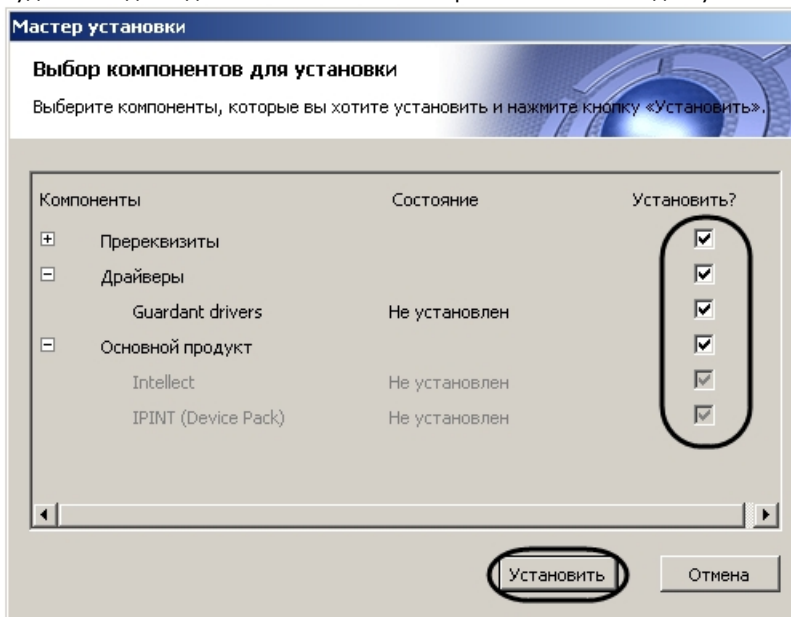 Мастер установки
Выбор компонентов для установки
Выберите компоненты, которые вы хотите установить и нажмите кнопку «Установить».
Компоненты Состояние Установить?
Пререквизиты
Драйверы
Guardant drivers Не установлен
Основной продукт
Intellect Не установлен
IPINT (Device Pack) Не установлен
Установить Отмена